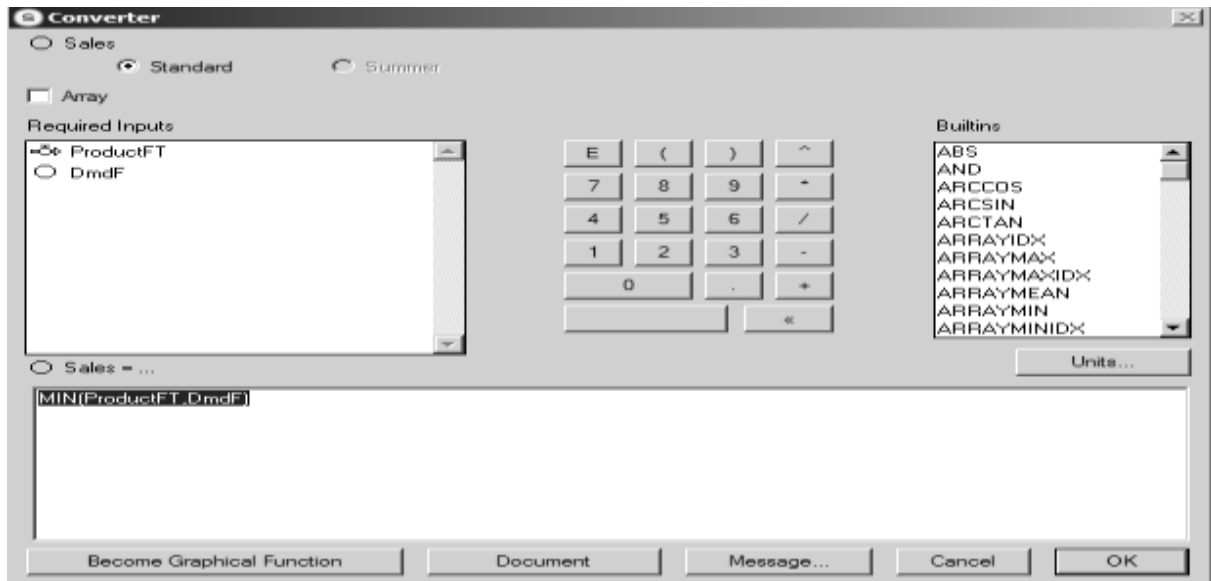 Converter
Sales
Standard Summer
Array
Required Inputs
ProductFT
DmdF
E ( ) ^
7 8 9 *
4 5 6 /
1 2 3 -
0 . +
«
Builtins
ABS
AND
ARCCOS
ARCSIN
ARCTAN
ARRAYIDX
ARRAYMAX
ARRAYMAXIDX
ARRAYMEAN
ARRAYMIN
ARRAYMINIDX
Units...
Sales = ...
MIN(ProductFT,DmdF)
Become Graphical Function Document Message... Cancel OK